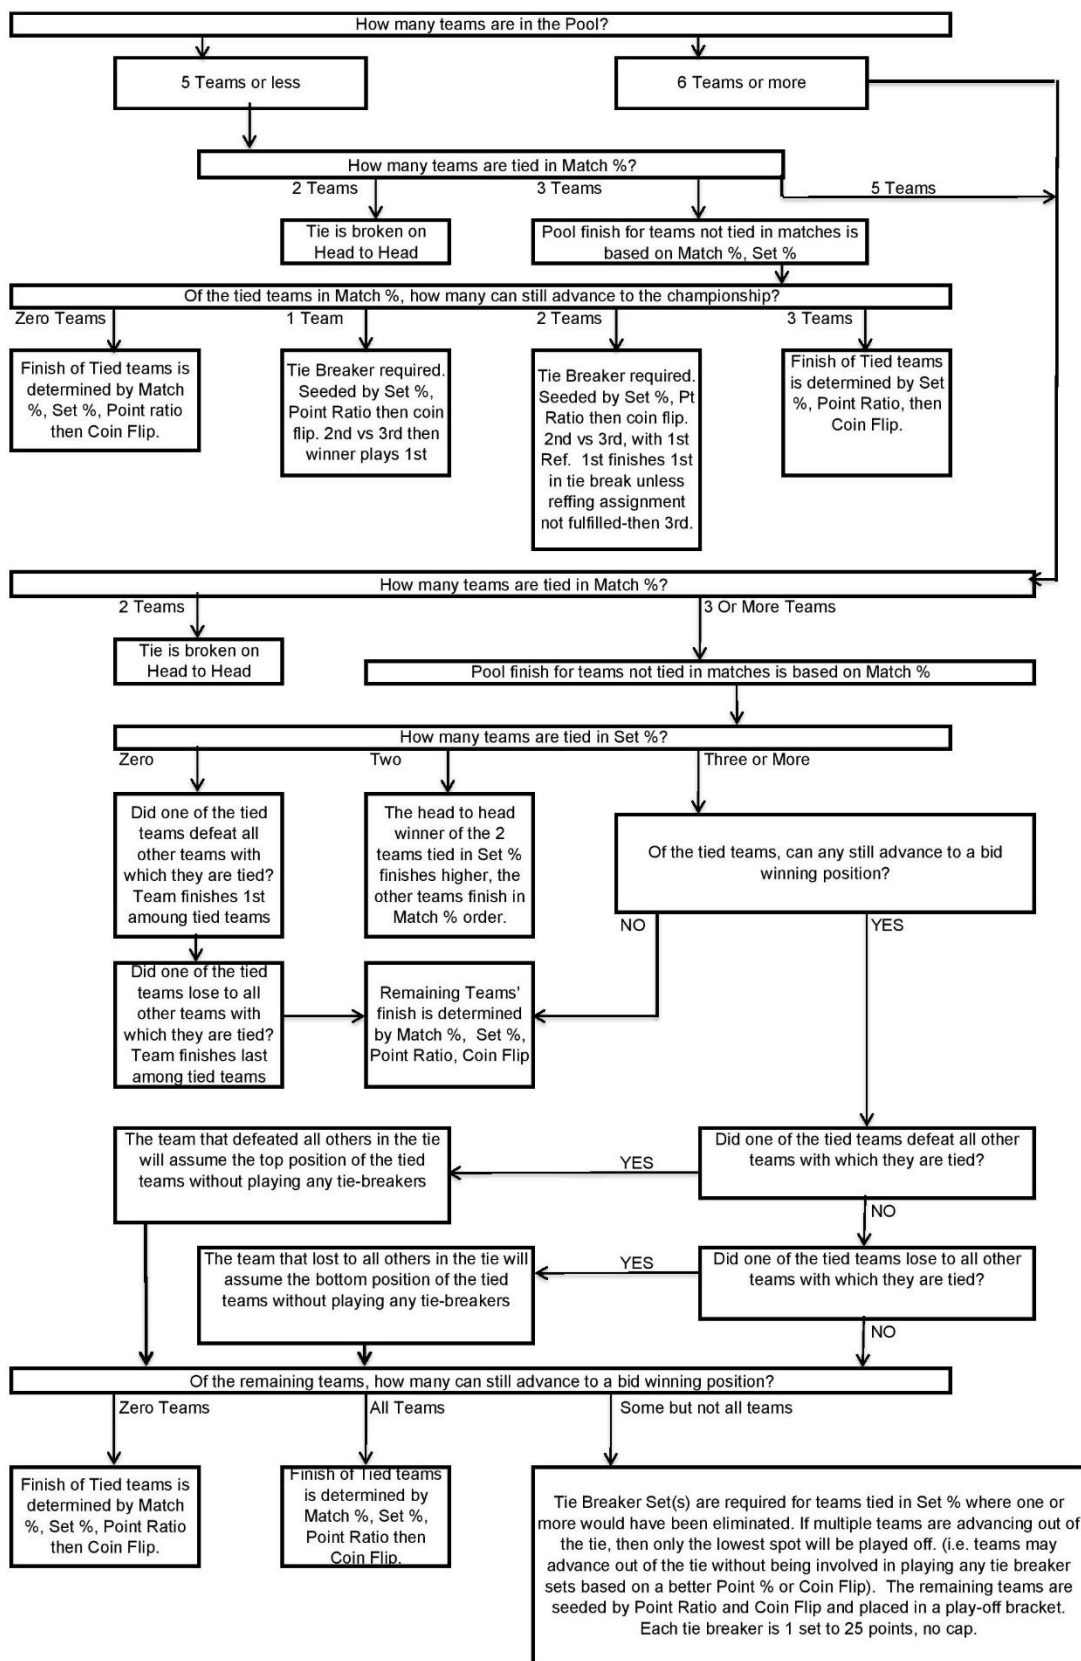 How many teams are in the Pool?
5 Teams or less
6 Teams or more
How many teams are tied in Match %?
2 Teams
3 Teams
5 Teams
Tie is broken on
Head to Head
Pool finish for teams not tied in matches is
based on Match %, Set %
Of the tied teams in Match %, how many can still advance to the championship?
Zero Teams
1 Team
2 Teams
3 Teams
Finish of Tied teams is
determined by Match
%, Set %, Point ratio
then Coin Flip.
Tie Breaker required.
Seeded by Set %,
Point Ratio then coin
flip. 2nd vs 3rd then
winner plays 1st
Tie Breaker required.
Seeded by Set %, Pt
Ratio then coin flip.
2nd vs 3rd, with 1st
Ref.  1st finishes 1st
in tie break unless
reffing assignment
not fulfilled-then 3rd.
Finish of Tied teams
is determined by Set
%, Point Ratio, then
Coin Flip.
How many teams are tied in Match %?
2 Teams
3 Or More Teams
Tie is broken on
Head to Head
Pool finish for teams not tied in matches is based on Match %
How many teams are tied in Set %?
Zero
Two
Three or More
Did one of the tied
teams defeat all
other teams with
which they are tied?
Team finishes 1st
amoung tied teams
The head to head
winner of the 2
teams tied in Set %
finishes higher, the
other teams finish in
Match % order.
Of the tied teams, can any still advance to a bid
winning position?
NO
YES
Did one of the tied
teams lose to all
other teams with
which they are tied?
Team finishes last
among tied teams
Remaining Teams'
finish is determined
by Match %,  Set %,
Point Ratio, Coin Flip
The team that defeated all others in the tie
will assume the top position of the tied
teams without playing any tie-breakers
YES
Did one of the tied teams defeat all other
teams with which they are tied?
NO
The team that lost to all others in the tie will
assume the bottom position of the tied
teams without playing any tie-breakers
YES
Did one of the tied teams lose to all other
teams with which they are tied?
NO
Of the remaining teams, how many can still advance to a bid winning position?
Zero Teams
All Teams
Some but not all teams
Finish of Tied teams is
determined by Match
%, Set %, Point Ratio
then Coin Flip.
Finish of Tied teams
is determined by
Match %, Set %,
Point Ratio then
Coin Flip.
Tie Breaker Set(s) are required for teams tied in Set % where one or
more would have been eliminated. If multiple teams are advancing out of
the tie, then only the lowest spot will be played off. (i.e. teams may
advance out of the tie without being involved in playing any tie breaker
sets based on a better Point % or Coin Flip).  The remaining teams are
seeded by Point Ratio and Coin Flip and placed in a play-off bracket.
Each tie breaker is 1 set to 25 points, no cap.